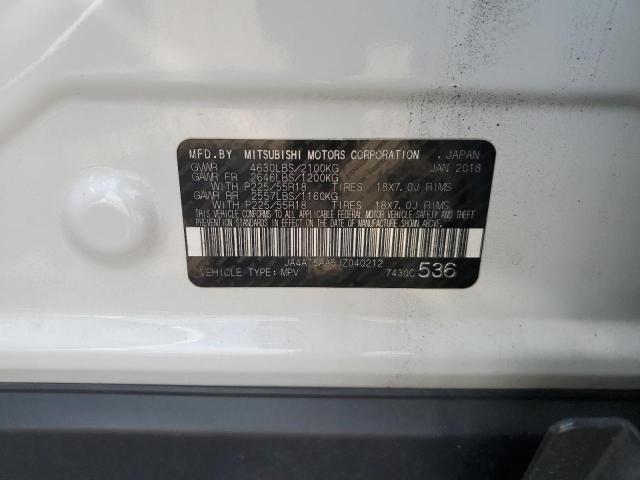 MFD.BY MITSUBISHI MOTORS CORPORATION . JAPAN
GVWR 4630LBS/2100KG JAN 2018
GAWR FR 2646LBS/1200KG
WITH P225/55R18 TIRES 18X7.0J RIMS
GAWR RR 2557LBS/1160KG
WITH P225/55R18 TIRES 18X7.0J RIMS
THIS VEHICLE CONFORMS TO ALL APPLICABLE FEDERAL MOTOR VEHICLE SAFETY AND THEFT
PREVENTION STANDARDS IN EFFECT ON THE DATE OF MANUFACTURE SHOWN ABOVE.
JA4AT5AA5JZ040212
VEHICLE TYPE: MPV 7430C 536